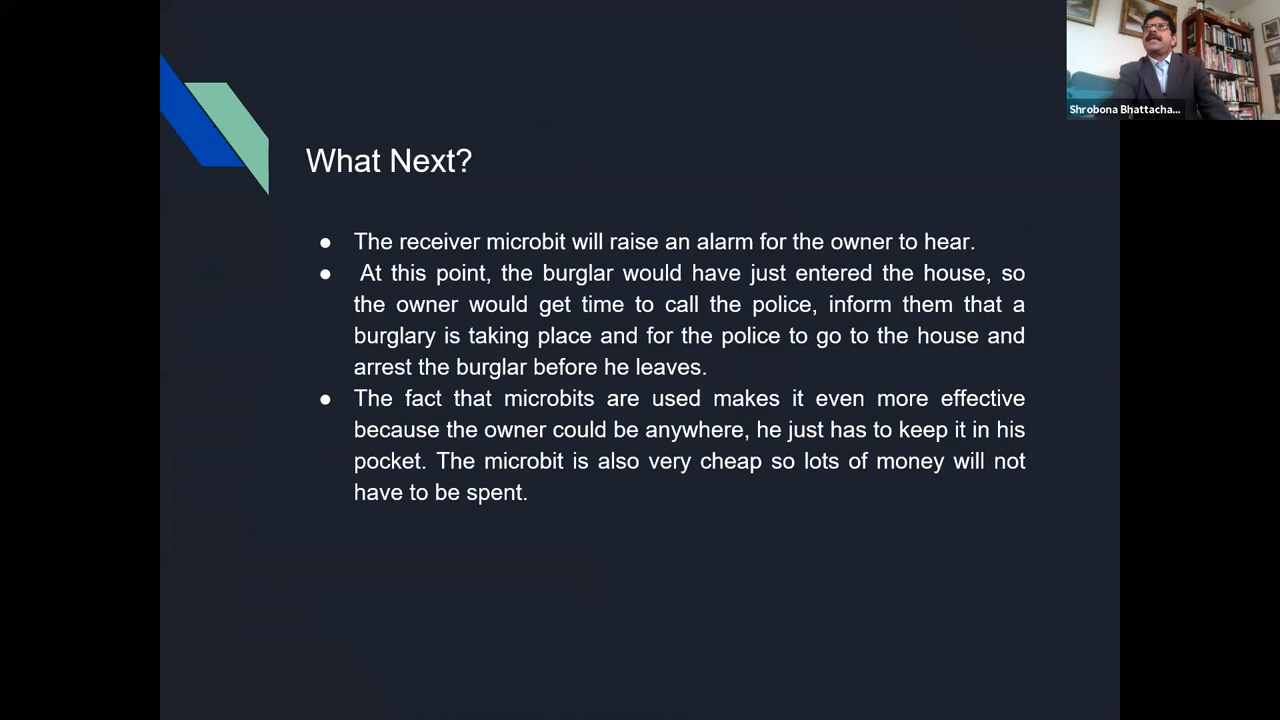 Shrobona Bhattacha...
What Next?
● The receiver microbit will raise an alarm for the owner to hear.
● At this point, the burglar would have just entered the house, so
the owner would get time to call the police, inform them that a
burglary is taking place and for the police to go to the house and
arrest the burglar before he leaves.
● The fact that microbits are used makes it even more effective
because the owner could be anywhere, he just has to keep it in his
pocket. The microbit is also very cheap so lots of money will not
have to be spent.